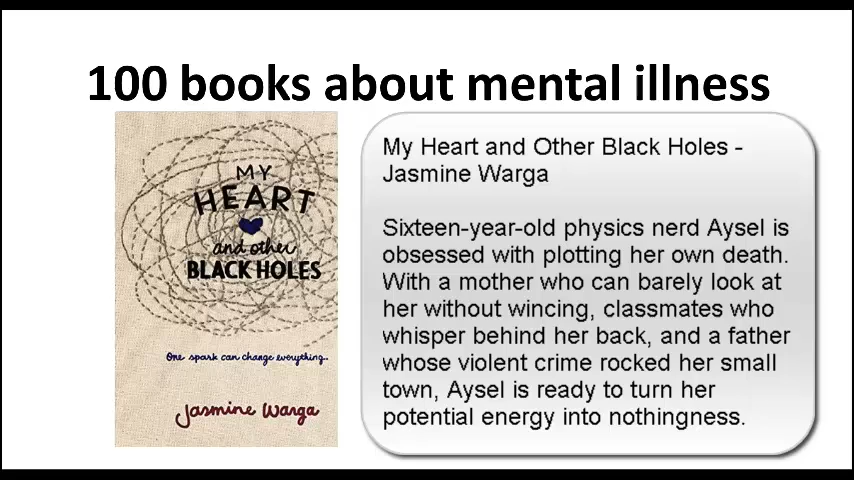 100 books about mental illness
MY
HEART
and other
BLACK HOLES
One spark can change everything..
Jasmine Warga
My Heart and Other Black Holes -
Jasmine Warga
Sixteen-year-old physics nerd Aysel is
obsessed with plotting her own death.
With a mother who can barely look at
her without wincing, classmates who
whisper behind her back, and a father
whose violent crime rocked her small
town, Aysel is ready to turn her
potential energy into nothingness.